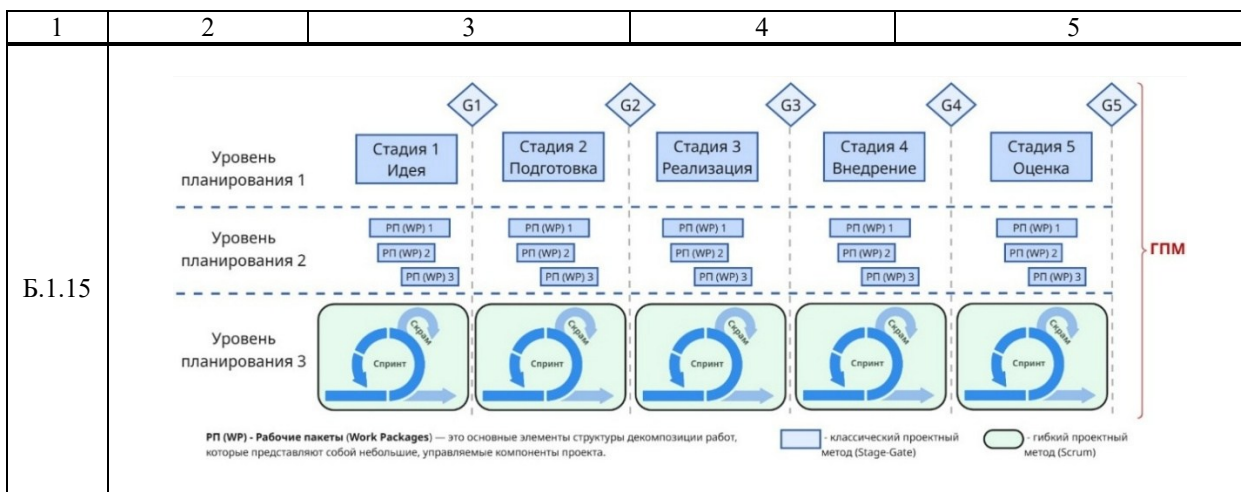 1 2 3 4 5
Б.1.15
G1 G2 G3 G4 G5
Уровень
планирования 1
Стадия 1
Идея
Стадия 2
Подготовка
Стадия 3
Реализация
Стадия 4
Внедрение
Стадия 5
Оценка
Уровень
планирования 2
РП (WP) 1
РП (WP) 2
РП (WP) 3
РП (WP) 1
РП (WP) 2
РП (WP) 3
РП (WP) 1
РП (WP) 2
РП (WP) 3
РП (WP) 1
РП (WP) 2
РП (WP) 3
РП (WP) 1
РП (WP) 2
РП (WP) 3
ГПМ
Уровень
планирования 3
Скрам
Спринт
Скрам
Спринт
Скрам
Спринт
Скрам
Спринт
Скрам
Спринт
РП (WP) - Рабочие пакеты (Work Packages) — это основные элементы структуры декомпозиции работ,
которые представляют собой небольшие, управляемые компоненты проекта.
- классический проектный
метод (Stage-Gate)
- гибкий проектный
метод (Scrum)